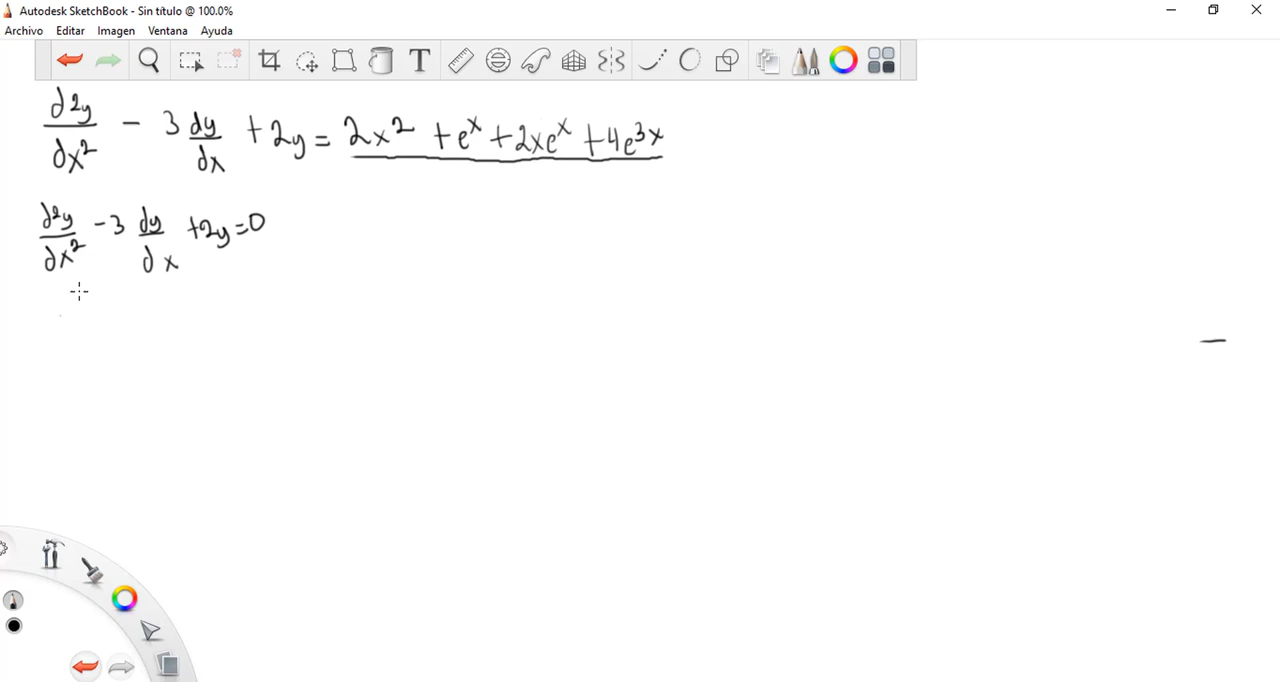 Autodesk SketchBook - Sin título @ 100.0%
Archivo Editar Imagen Ventana Ayuda
T
d²y/dx² - 3 dy/dx + 2y = 2x² + eˣ + 2xeˣ + 4e³ˣ
d²y/dx² - 3 dy/dx + 2y = 0